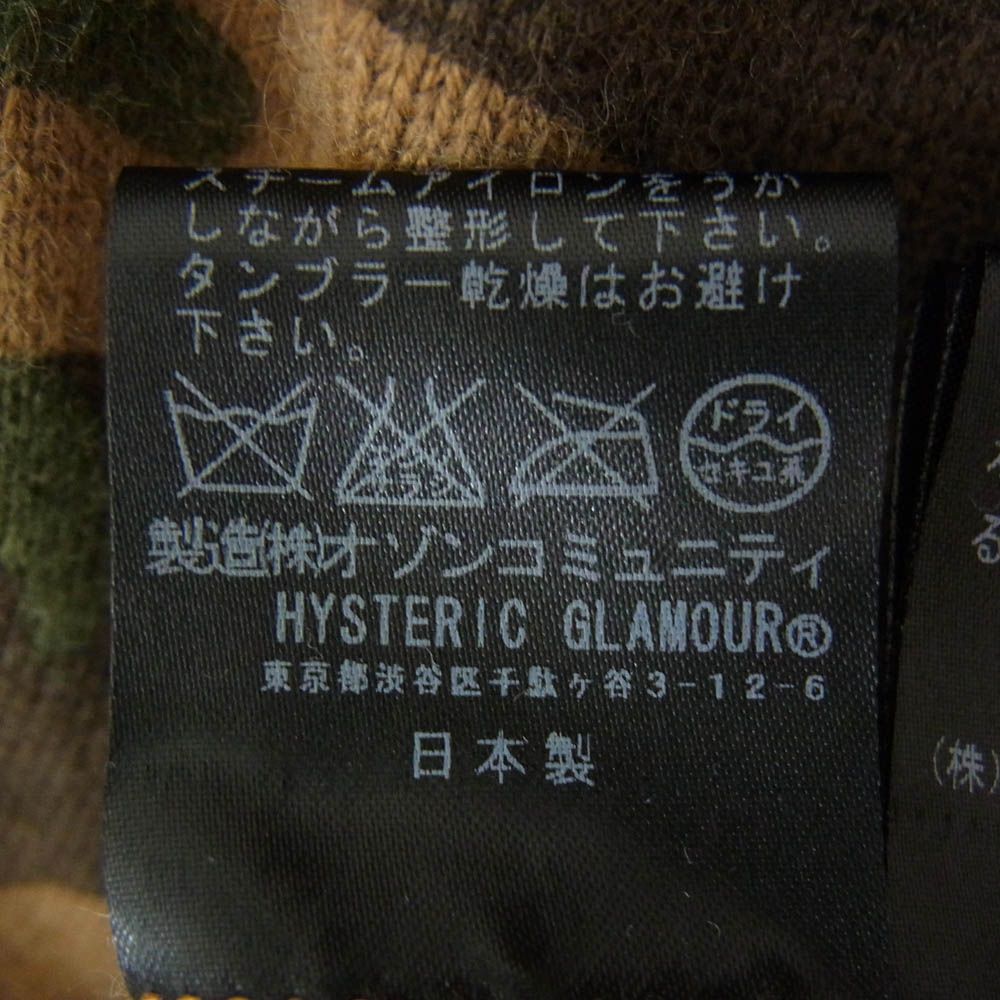 スチームアイロンをうか
しながら整形して下さい。
タンブラー乾燥はお避け
下さい。
ドライ
セキユ系
製造(株)オゾンコミュニティ
HYSTERIC GLAMOUR®
東京都渋谷区千駄ヶ谷3-12-6
日本製
る
(株)